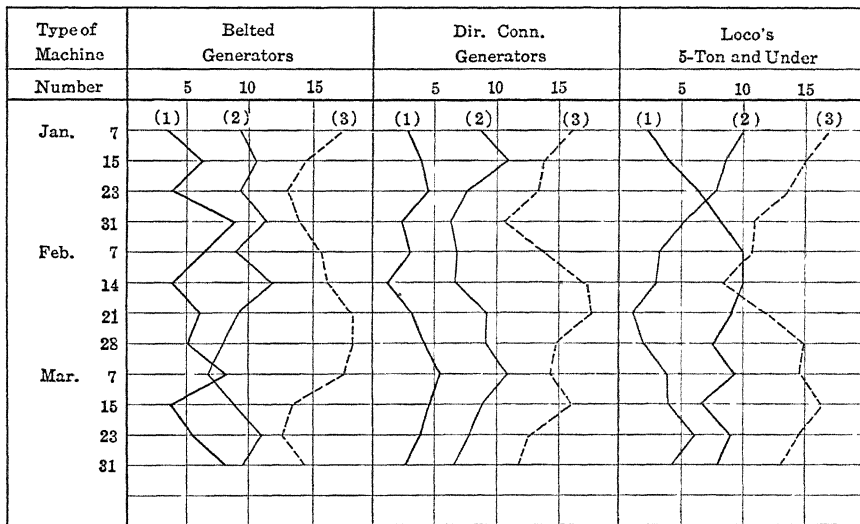 Type of Machine
Belted Generators
Dir. Conn. Generators
Loco's 5-Ton and Under
Number 5 10 15 5 10 15 5 10 15
(1) (2) (3) (1) (2) (3) (1) (2) (3)
Jan. 7
15
23
31
Feb. 7
14
21
28
Mar. 7
15
23
31